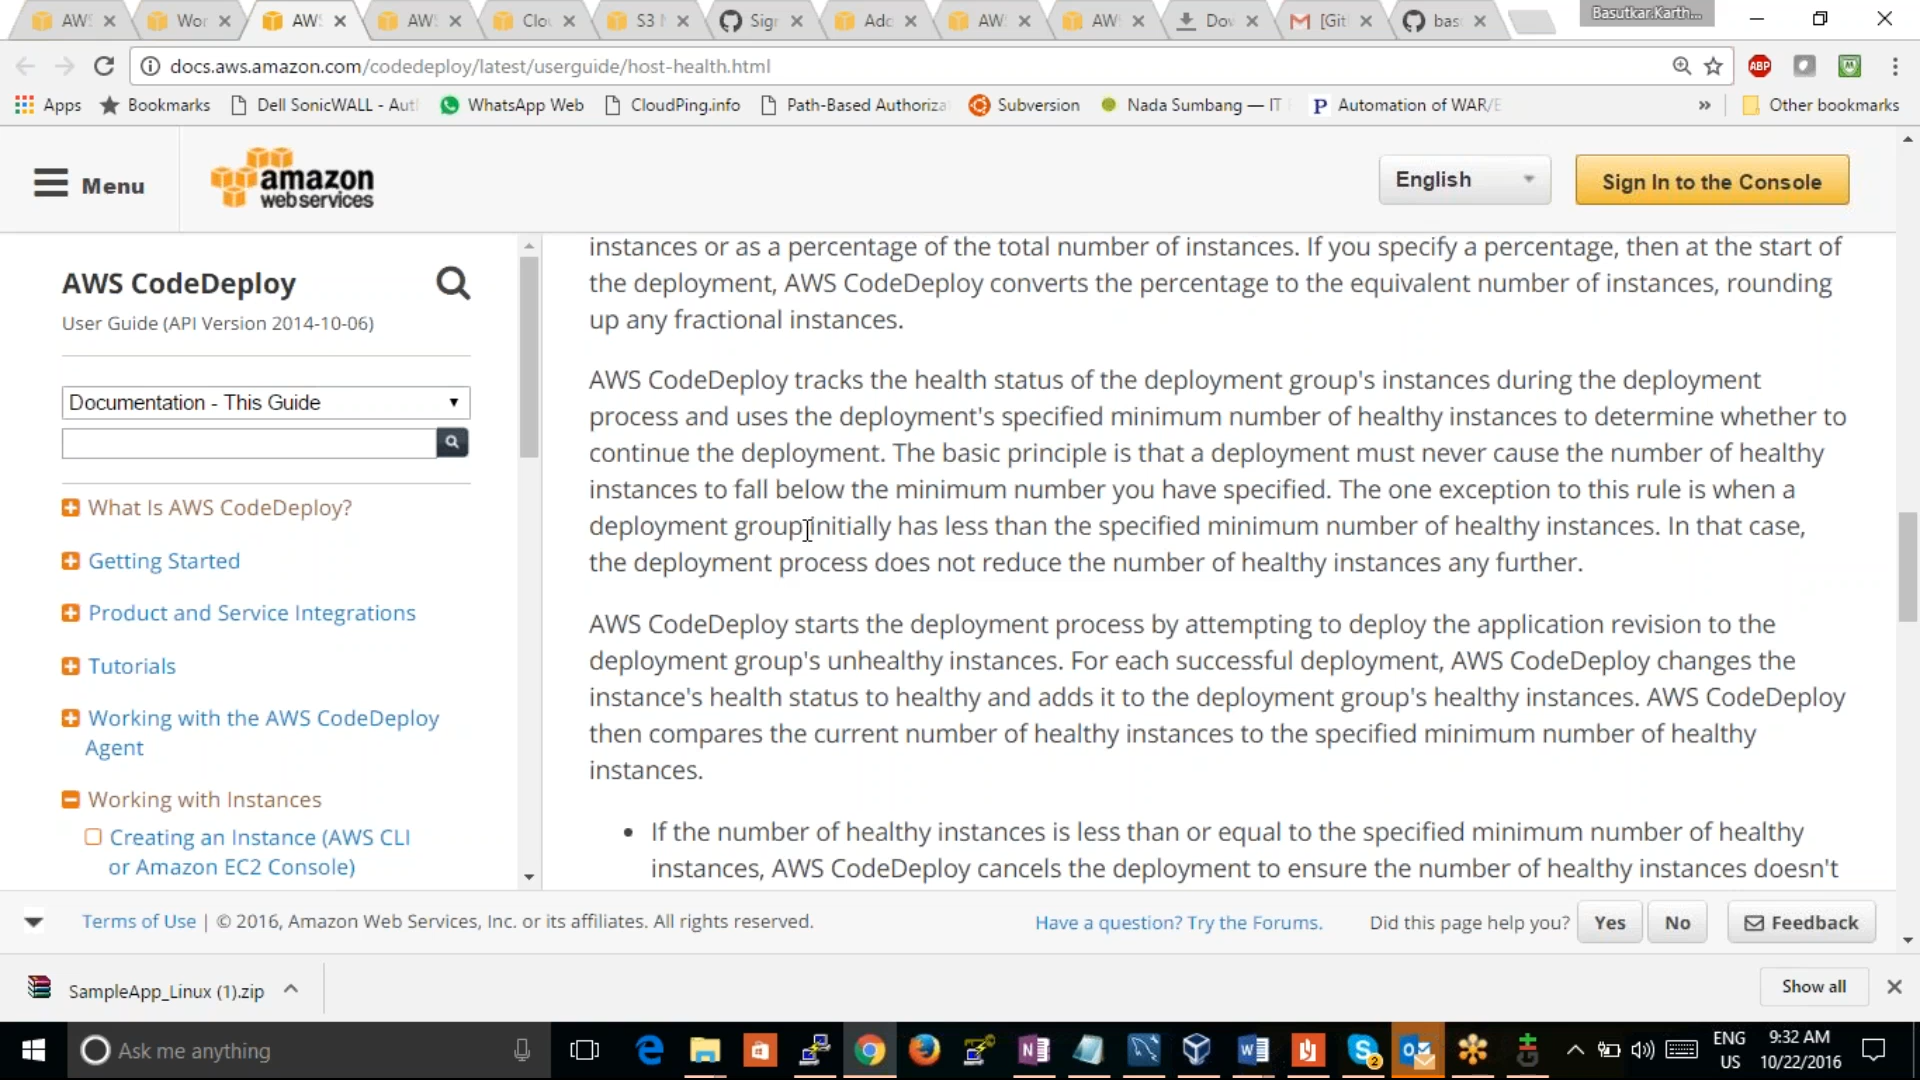 AWS
Wor
AWS
AWS
Clou
S3
Sign
Add
AWS
AWS
Dov
[Git
bas
Basutkar.Karth...
docs.aws.amazon.com/codedeploy/latest/userguide/host-health.html
ABP
Apps
Bookmarks
Dell SonicWALL - Aut
WhatsApp Web
CloudPing.info
Path-Based Authoriza
Subversion
Nada Sumbang — IT
Automation of WAR/E
»
Other bookmarks
Menu
amazon
webservices
English
Sign In to the Console
AWS CodeDeploy
User Guide (API Version 2014-10-06)
Documentation - This Guide
What Is AWS CodeDeploy?
Getting Started
Product and Service Integrations
Tutorials
Working with the AWS CodeDeploy
Agent
Working with Instances
Creating an Instance (AWS CLI
or Amazon EC2 Console)
instances or as a percentage of the total number of instances. If you specify a percentage, then at the start of
the deployment, AWS CodeDeploy converts the percentage to the equivalent number of instances, rounding
up any fractional instances.
AWS CodeDeploy tracks the health status of the deployment group's instances during the deployment
process and uses the deployment's specified minimum number of healthy instances to determine whether to
continue the deployment. The basic principle is that a deployment must never cause the number of healthy
instances to fall below the minimum number you have specified. The one exception to this rule is when a
deployment group initially has less than the specified minimum number of healthy instances. In that case,
the deployment process does not reduce the number of healthy instances any further.
AWS CodeDeploy starts the deployment process by attempting to deploy the application revision to the
deployment group's unhealthy instances. For each successful deployment, AWS CodeDeploy changes the
instance's health status to healthy and adds it to the deployment group's healthy instances. AWS CodeDeploy
then compares the current number of healthy instances to the specified minimum number of healthy
instances.
• If the number of healthy instances is less than or equal to the specified minimum number of healthy
instances, AWS CodeDeploy cancels the deployment to ensure the number of healthy instances doesn't
Terms of Use | © 2016, Amazon Web Services, Inc. or its affiliates. All rights reserved.
Have a question? Try the Forums.
Did this page help you?
Yes
No
Feedback
SampleApp_Linux (1).zip
Show all
Ask me anything
2
ENG
US
9:32 AM
10/22/2016